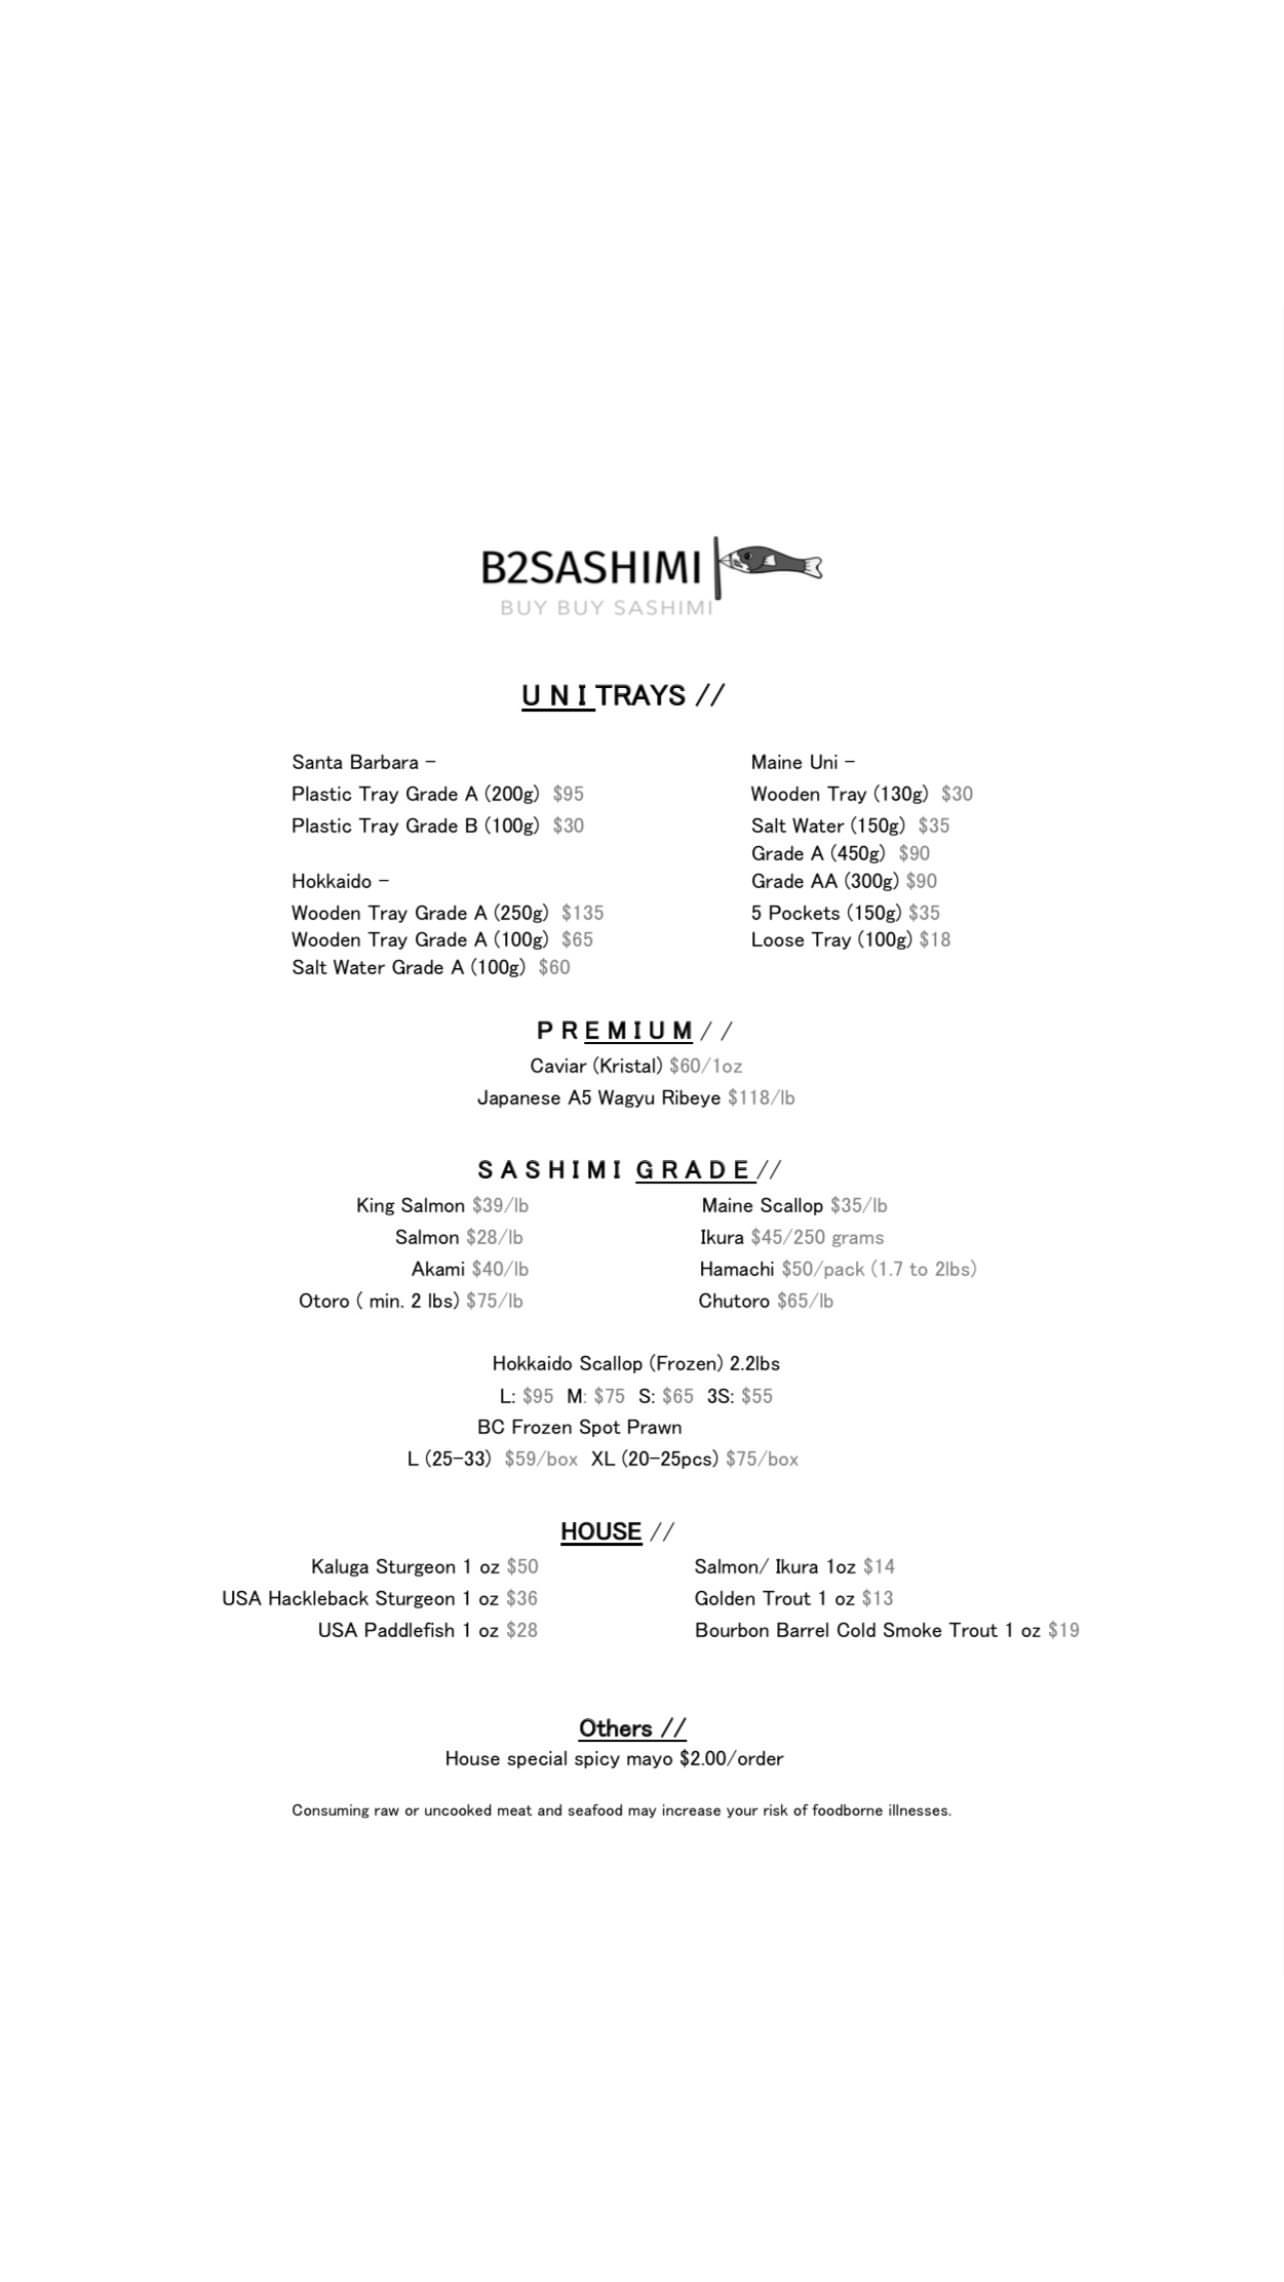 B2SASHIMI
BUY BUY SASHIMI
UNI TRAYS //
Santa Barbara -
Plastic Tray Grade A (200g) $95
Plastic Tray Grade B (100g) $30
Hokkaido -
Wooden Tray Grade A (250g) $135
Wooden Tray Grade A (100g) $65
Salt Water Grade A (100g) $60
Maine Uni -
Wooden Tray (130g) $30
Salt Water (150g) $35
Grade A (450g) $90
Grade AA (300g) $90
5 Pockets (150g) $35
Loose Tray (100g) $18
PREMIUM//
Caviar (Kristal) $60/1oz
Japanese A5 Wagyu Ribeye $118/lb
SASHIMI GRADE//
King Salmon $39/lb
Salmon $28/lb
Akami $40/lb
Otoro ( min. 2 lbs) $75/lb
Maine Scallop $35/lb
Ikura $45/250 grams
Hamachi $50/pack (1.7 to 2lbs)
Chutoro $65/lb
Hokkaido Scallop (Frozen) 2.2lbs
L: $95 M: $75 S: $65 3S: $55
BC Frozen Spot Prawn
L (25-33) $59/box XL (20-25pcs) $75/box
HOUSE //
Kaluga Sturgeon 1 oz $50
USA Hackleback Sturgeon 1 oz $36
USA Paddlefish 1 oz $28
Salmon/ Ikura 1oz $14
Golden Trout 1 oz $13
Bourbon Barrel Cold Smoke Trout 1 oz $19
Others //
House special spicy mayo $2.00/order
Consuming raw or uncooked meat and seafood may increase your risk of foodborne illnesses.